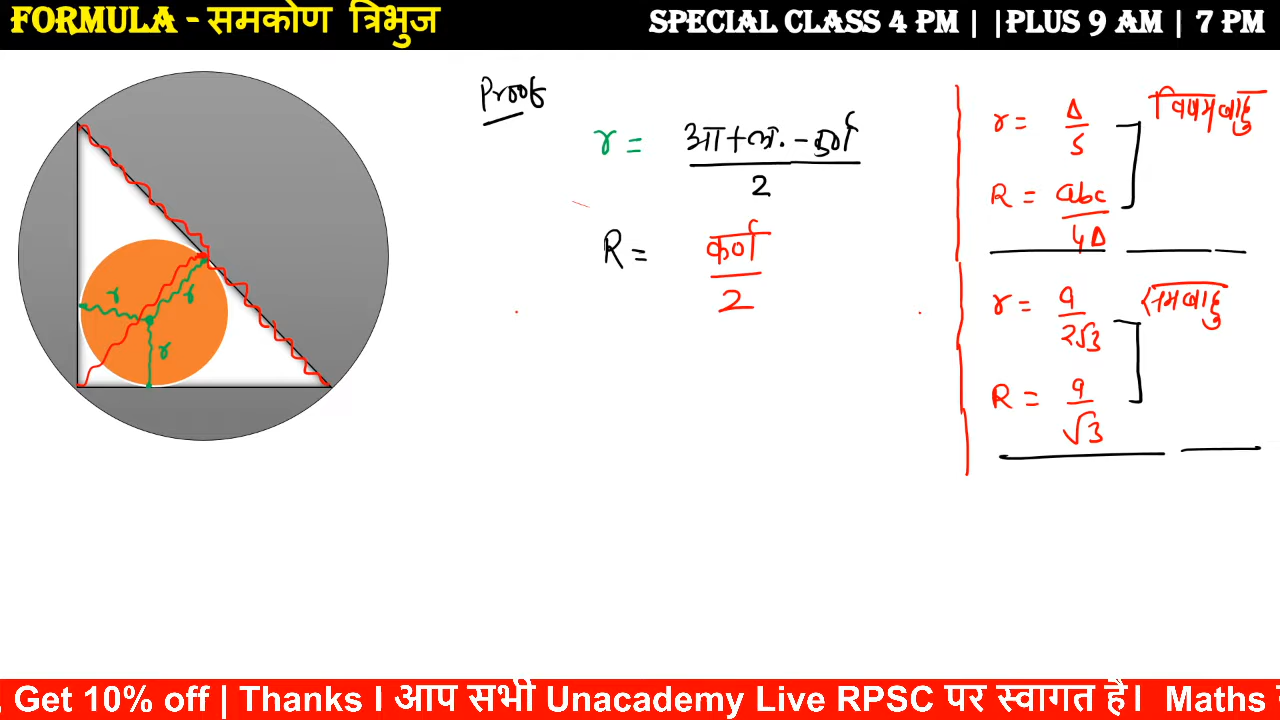 FORMULA - समकोण त्रिभुज
SPECIAL CLASS 4 PM | |PLUS 9 AM | 7 PM
Proof
r = आ+ल. - कर्ण / 2
R = कर्ण / 2
r
r
r
r = Δ / S
विषमबाहु
R = abc / 4Δ
r = a / 2√3
समबाहु
R = a / √3
Get 10% off | Thanks I आप सभी Unacademy Live RPSC पर स्वागत है। Maths